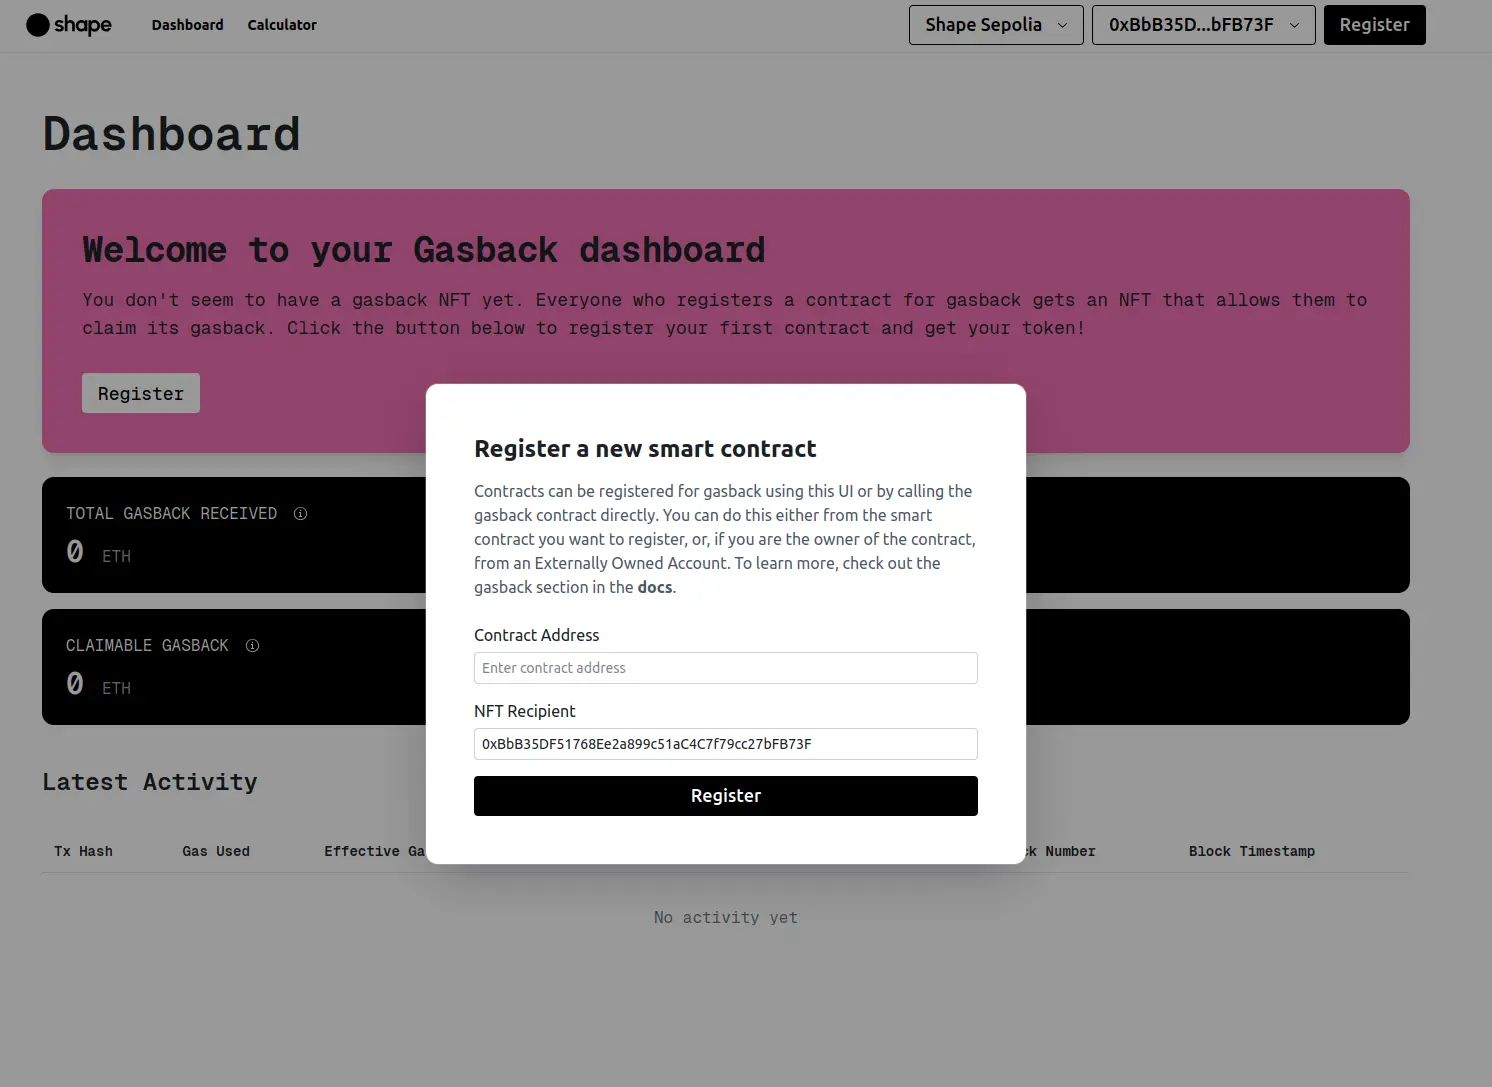 shape
Dashboard
Calculator
Shape Sepolia
0xBbB35D...bFB73F
Register
Dashboard
Welcome to your Gasback dashboard
You don't seem to have a gasback NFT yet. Everyone who registers a contract for gasback gets an NFT that allows them to
claim its gasback. Click the button below to register your first contract and get your token!
Register
TOTAL GASBACK RECEIVED
0 ETH
CLAIMABLE GASBACK
0 ETH
Register a new smart contract
Contracts can be registered for gasback using this UI or by calling the
gasback contract directly. You can do this either from the smart
contract you want to register, or, if you are the owner of the contract,
from an Externally Owned Account. To learn more, check out the
gasback section in the docs.
Contract Address
Enter contract address
NFT Recipient
0xBbB35DF51768Ee2a899c51aC4C7f79cc27bFB73F
Register
Latest Activity
Tx Hash
Gas Used
Effective Ga
ck Number
Block Timestamp
No activity yet